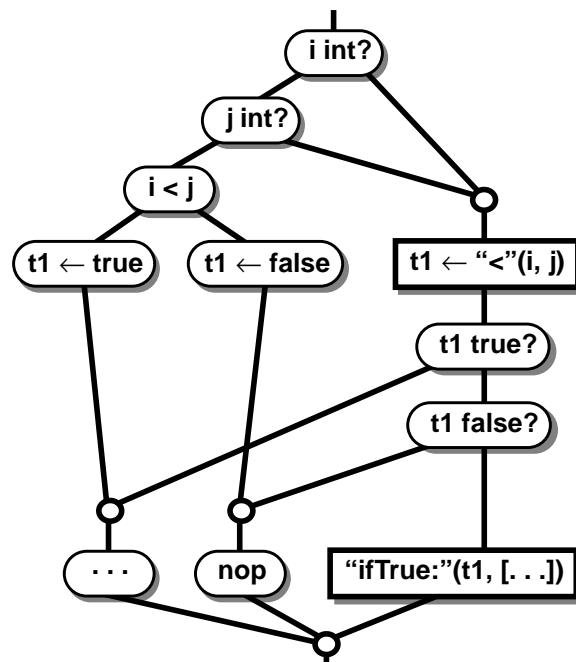 i int?
j int?
i < j
t1 ← true
t1 ← false
t1 ← “<”(i, j)
t1 true?
t1 false?
. . .
nop
“ifTrue:”(t1, [. . .])